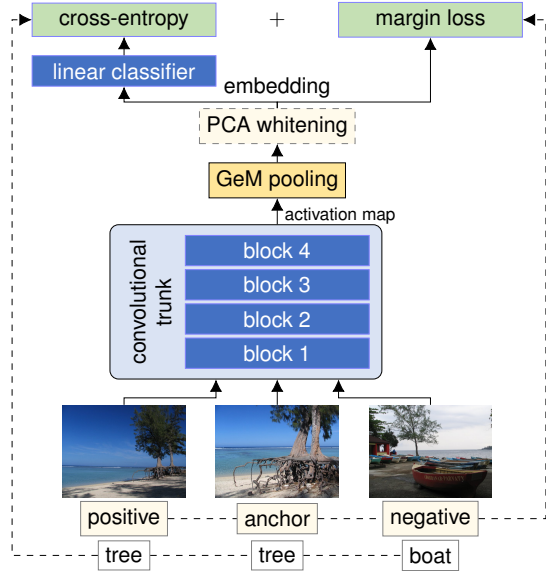 cross-entropy + margin loss
linear classifier
embedding
PCA whitening
GeM pooling
activation map
convolutional
trunk
block 4
block 3
block 2
block 1
positive anchor negative
tree tree boat